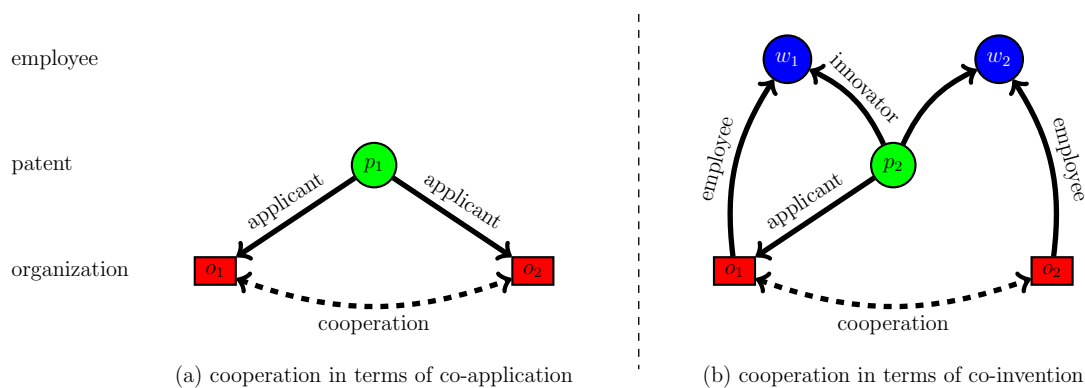 employee
patent
organization
p₁
applicant
applicant
o₁
o₂
cooperation
(a) cooperation in terms of co-application
w₁
w₂
innovator
employee
employee
p₂
applicant
o₁
o₂
cooperation
(b) cooperation in terms of co-invention